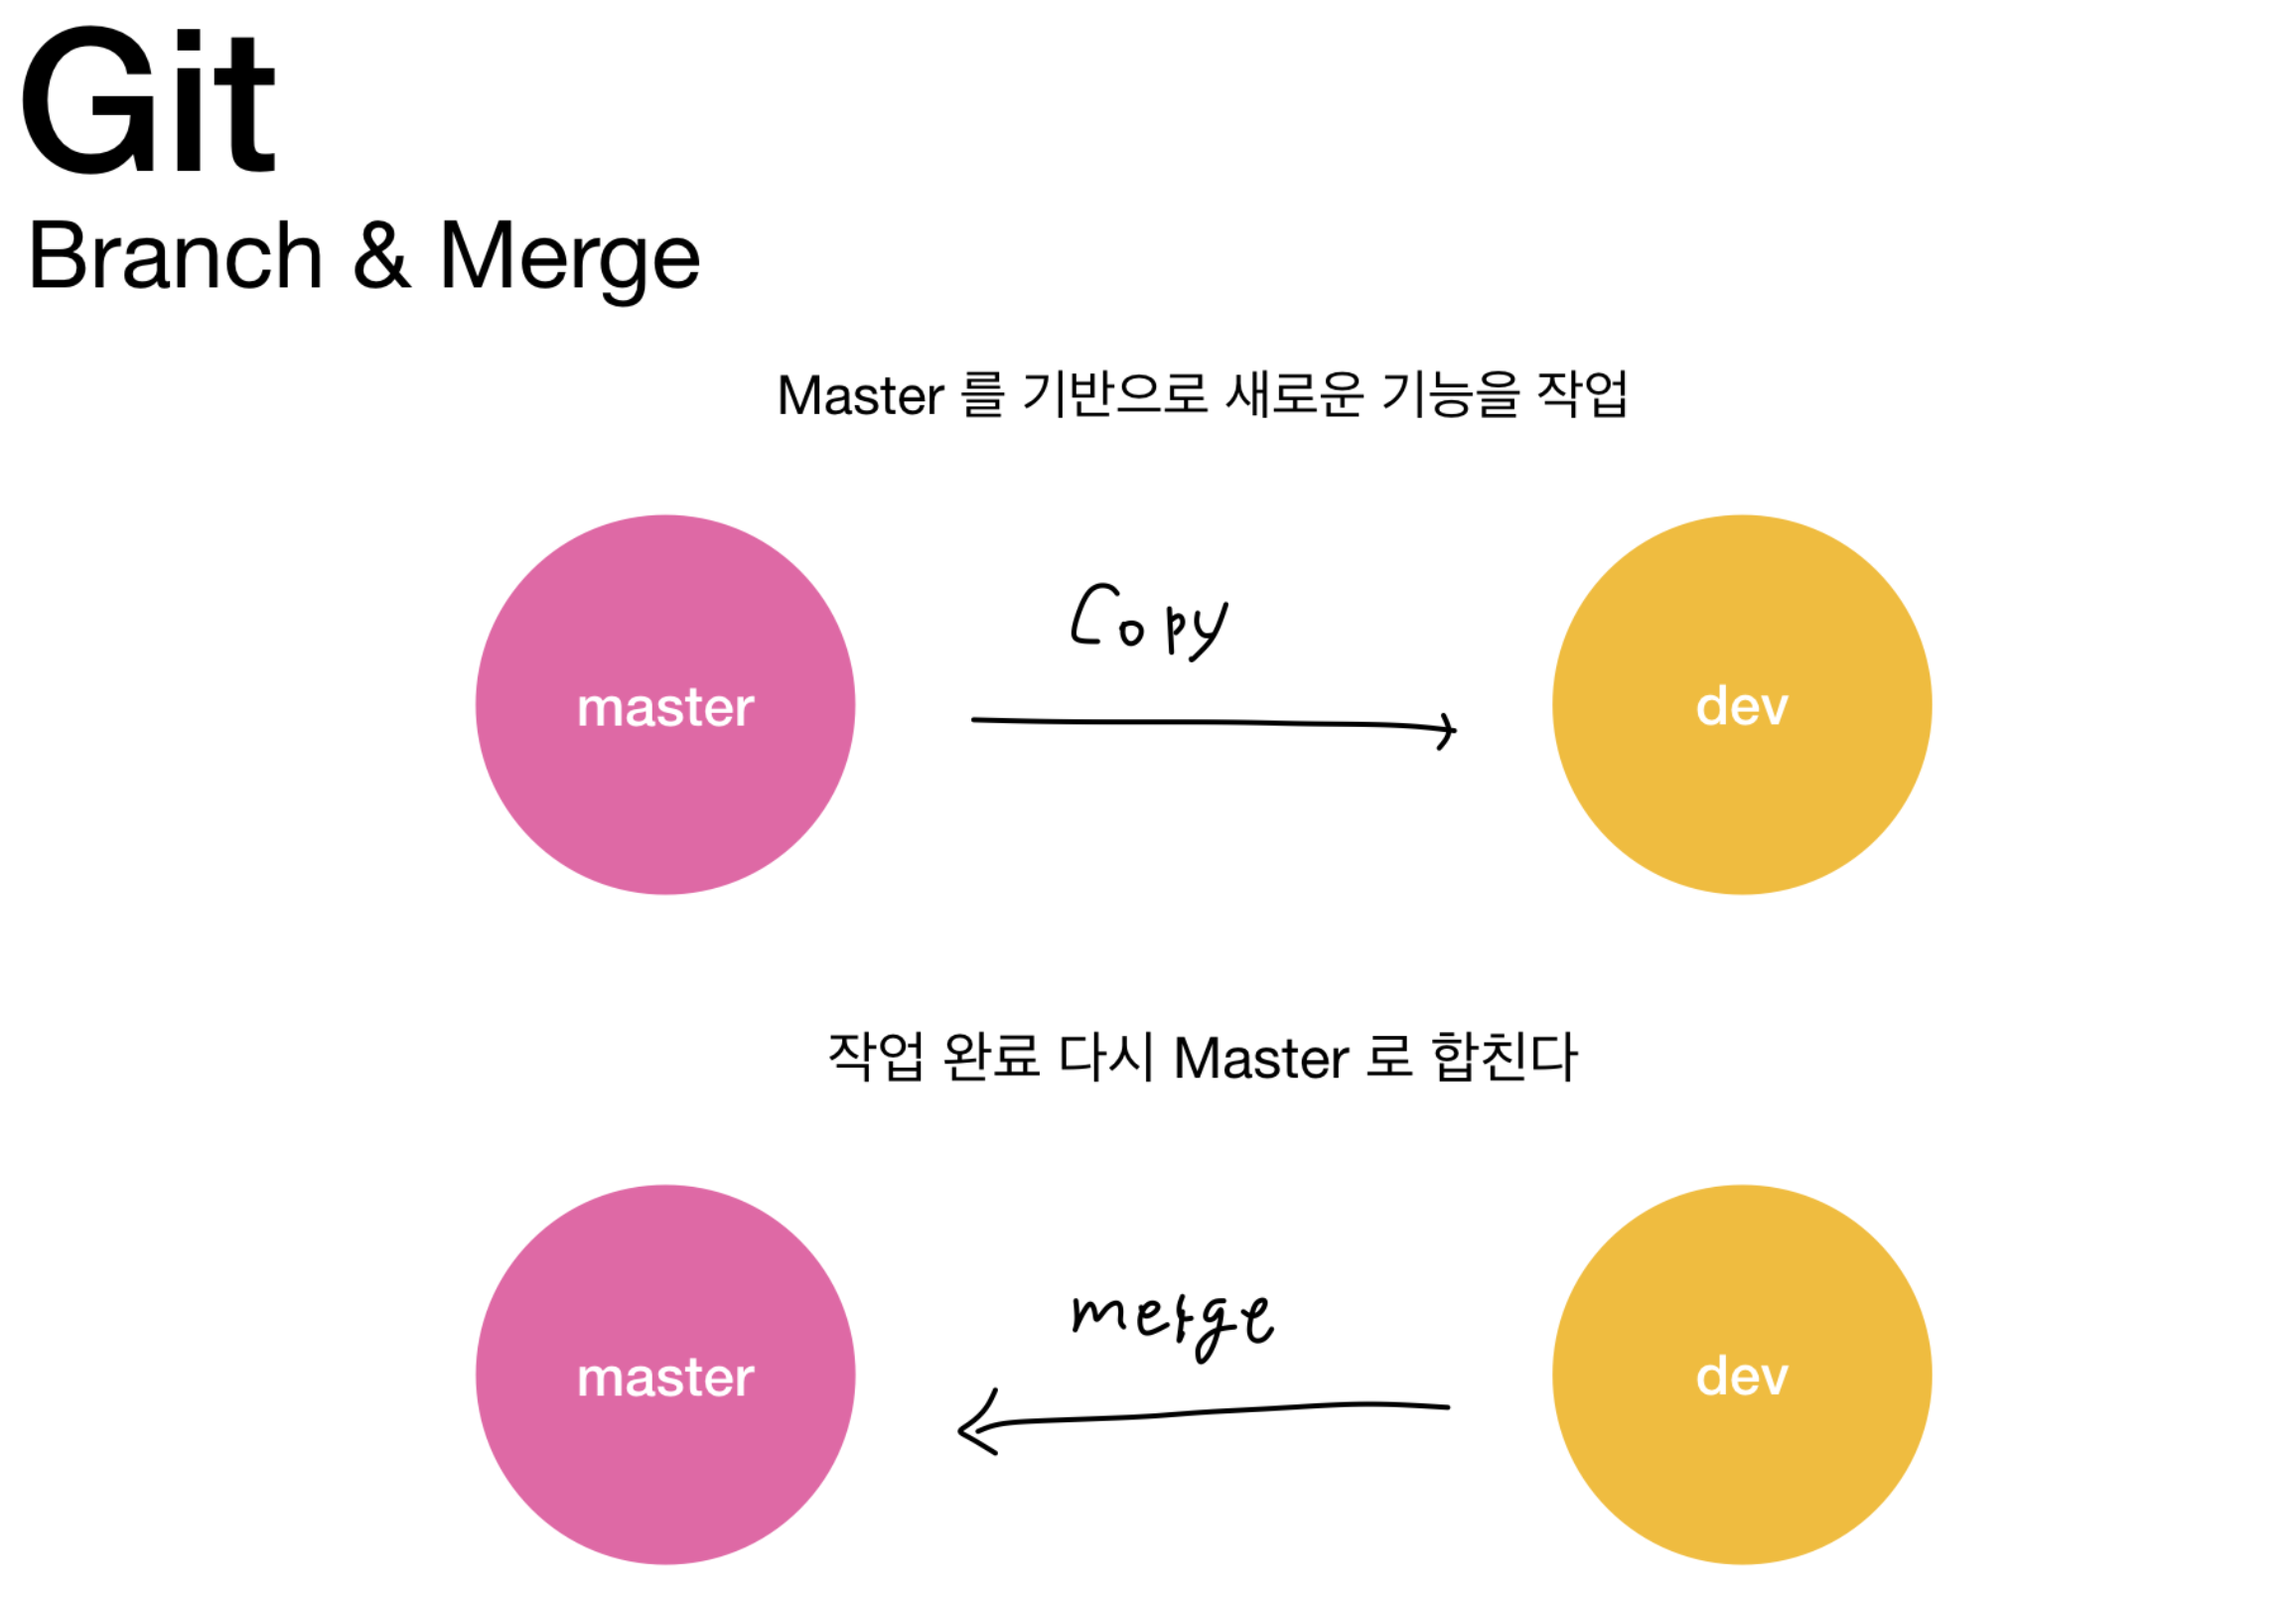 Git
Branch & Merge
Master 를 기반으로 새로운 기능을 작업
Copy
master
dev
작업 완료 다시 Master 로 합친다
merge
master
dev